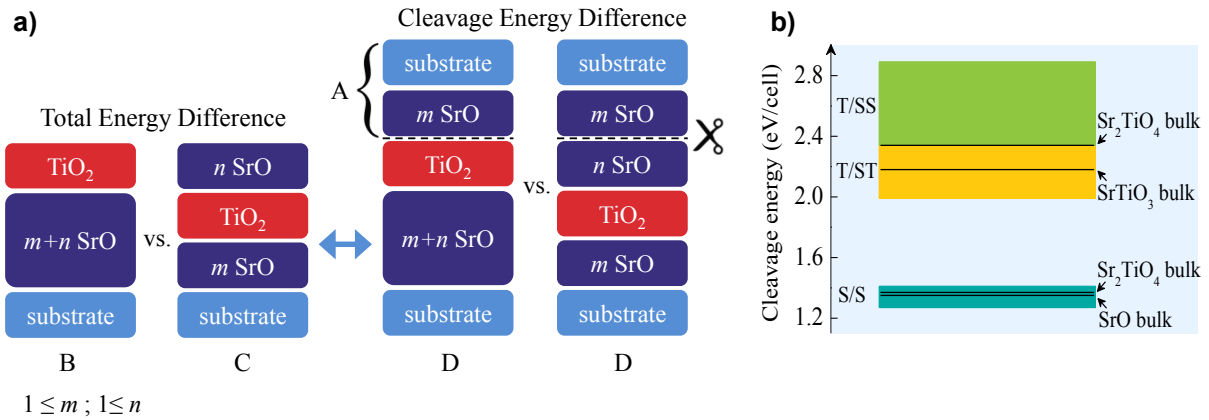 a)
Total Energy Difference
TiO₂
m+n SrO
substrate
B
vs.
n SrO
TiO₂
m SrO
substrate
C
1 ≤ m ; 1≤ n
Cleavage Energy Difference
A
substrate
m SrO
TiO₂
m+n SrO
substrate
D
vs.
substrate
m SrO
n SrO
TiO₂
m SrO
substrate
D
b)
Cleavage energy (eV/cell)
2.8
2.4
2.0
1.6
1.2
T/SS
T/ST
S/S
Sr₂TiO₄ bulk
SrTiO₃ bulk
Sr₂TiO₄ bulk
SrO bulk